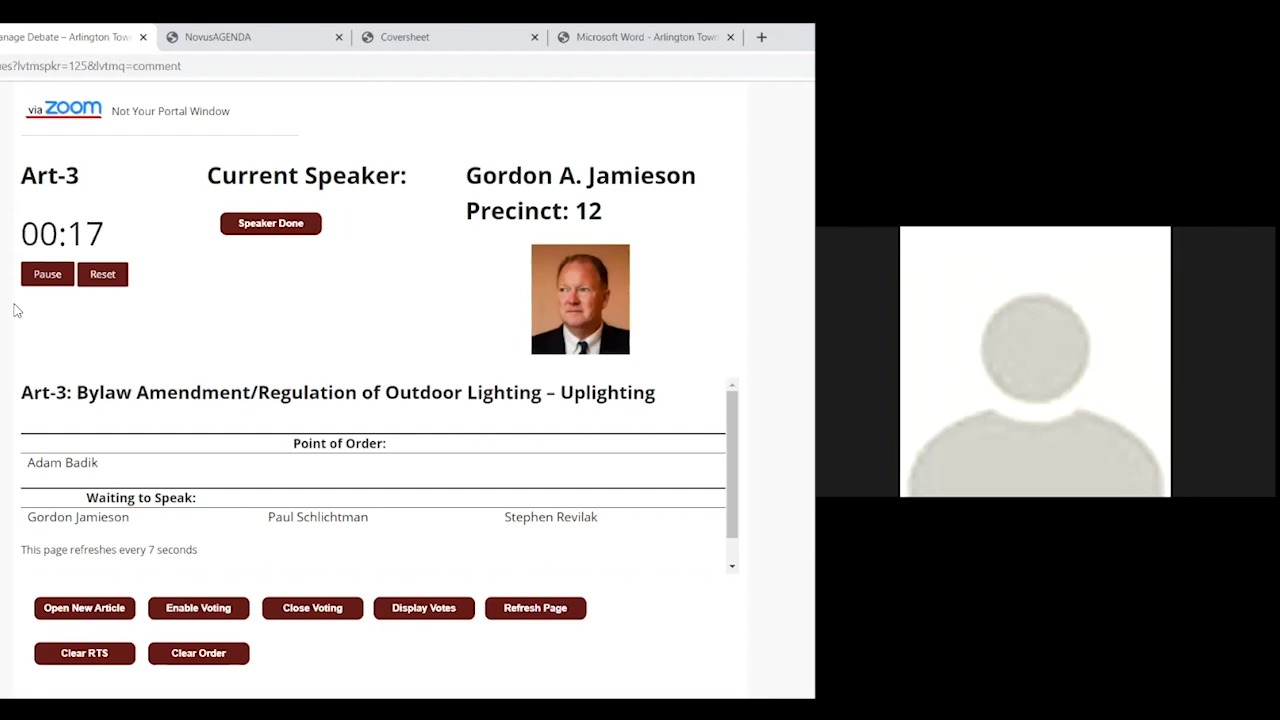 anage Debate – Arlington Tow
NovusAGENDA
Coversheet
Microsoft Word - Arlington Town
ues?lvtmspkr=125&lvtmq=comment
via zoom Not Your Portal Window
Art-3 Current Speaker: Gordon A. Jamieson
Precinct: 12
00:17
Speaker Done
Pause Reset
Art-3: Bylaw Amendment/Regulation of Outdoor Lighting – Uplighting
Point of Order:
Adam Badik
Waiting to Speak:
Gordon Jamieson Paul Schlichtman Stephen Revilak
This page refreshes every 7 seconds
Open New Article Enable Voting Close Voting Display Votes Refresh Page
Clear RTS Clear Order